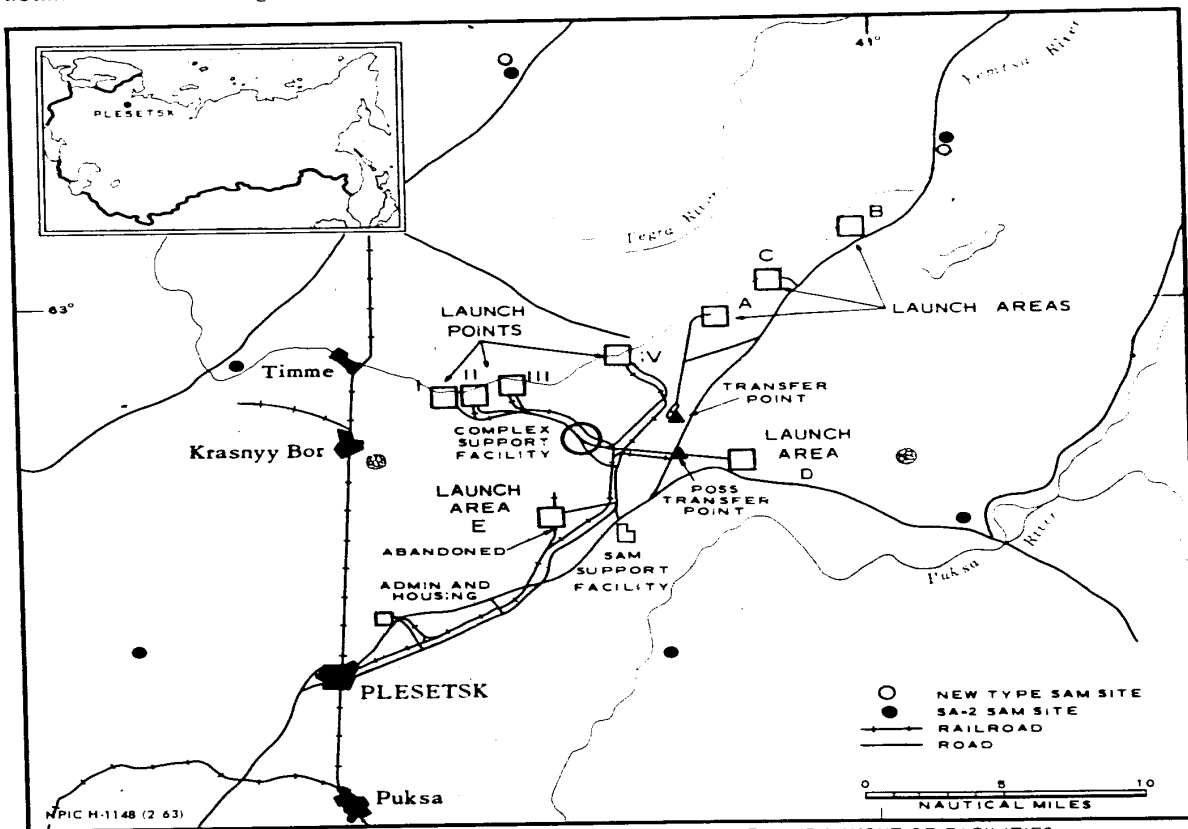 PLESETSK
41°
Yemtsa River
Tegra River
B
C
A
LAUNCH AREAS
63°
LAUNCH
POINTS
I
II
III
IV
Timme
TRANSFER
POINT
Krasnyy Bor
COMPLEX
SUPPORT
FACILITY
LAUNCH
AREA
D
POSS
TRANSFER
POINT
LAUNCH
AREA
E
ABANDONED
SAM
SUPPORT
FACILITY
Puksa River
ADMIN AND
HOUSING
PLESETSK
NEW TYPE SAM SITE
SA-2 SAM SITE
RAILROAD
ROAD
Puksa
0 5 10
NAUTICAL MILES
NPIC H-1148 (2 63)